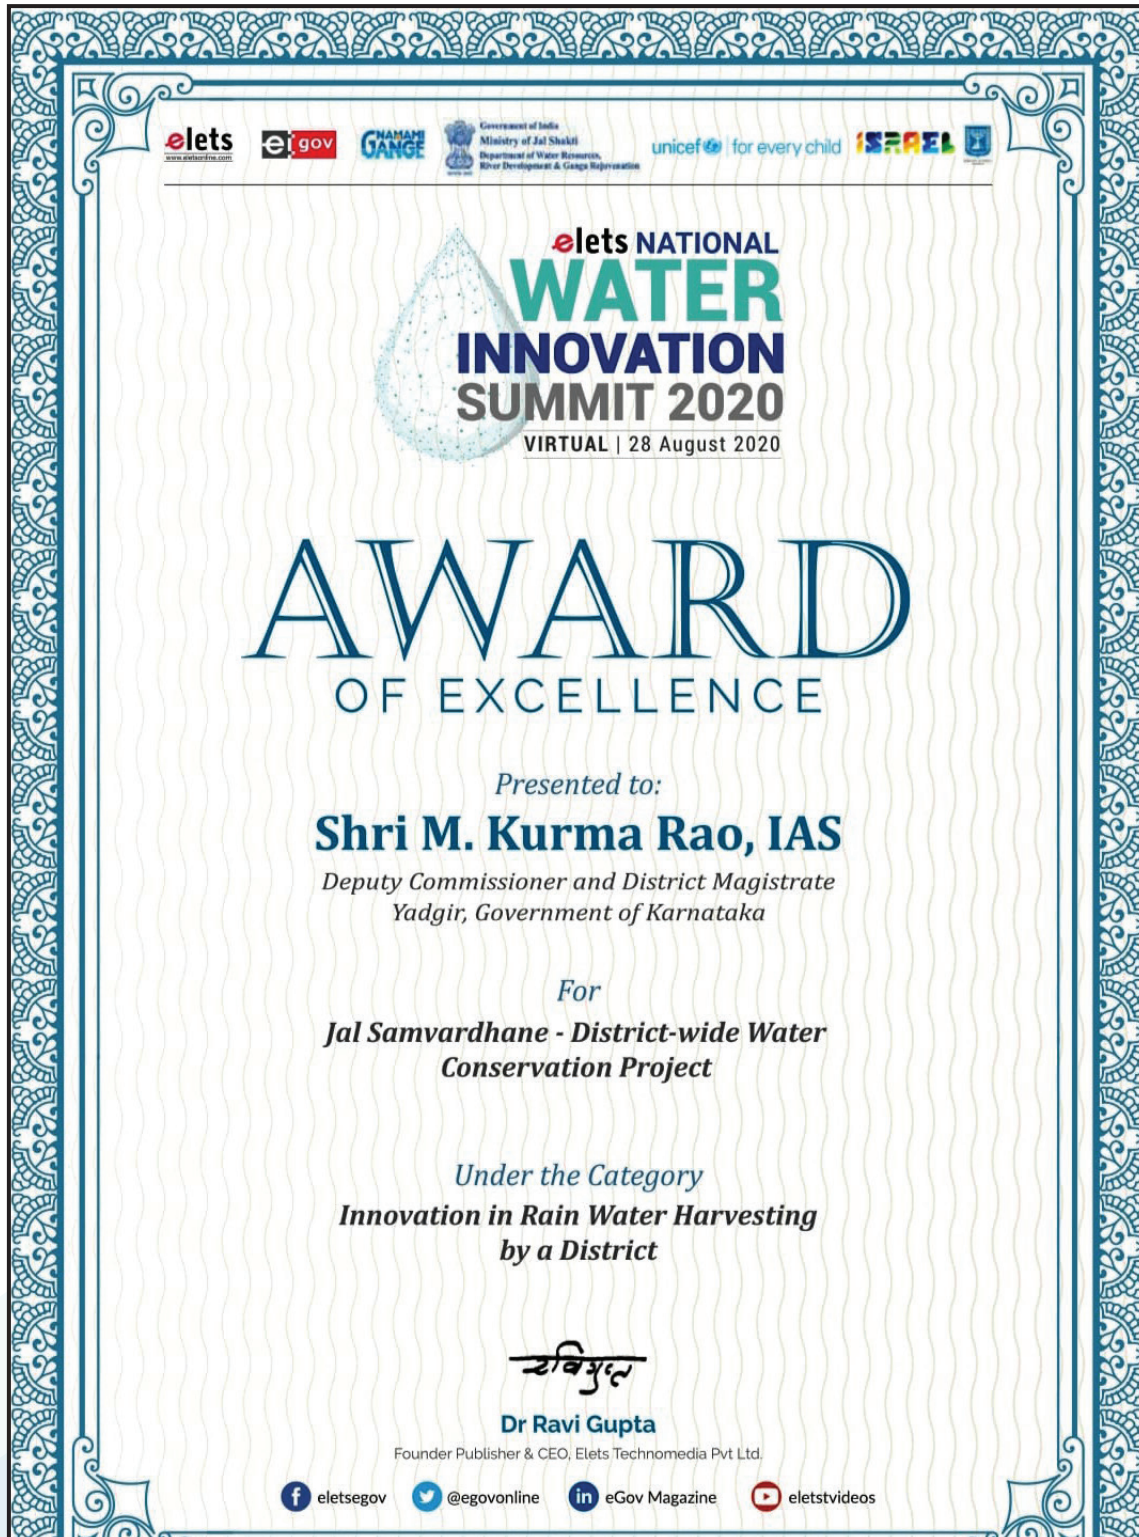 elets
www.eletsonline.com
egov
NAMAMI
GANGE
Government of India
Ministry of Jal Shakti
Department of Water Resources,
River Development & Ganga Rejuvenation
unicef | for every child
ISRAEL
elets NATIONAL
WATER
INNOVATION
SUMMIT 2020
VIRTUAL | 28 August 2020
AWARD
OF EXCELLENCE
Presented to:
Shri M. Kurma Rao, IAS
Deputy Commissioner and District Magistrate
Yadgir, Government of Karnataka
For
Jal Samvardhane - District-wide Water
Conservation Project
Under the Category
Innovation in Rain Water Harvesting
by a District
रविगुप्त
Dr Ravi Gupta
Founder Publisher & CEO, Elets Technomedia Pvt Ltd.
eletsegov
@egovonline
in eGov Magazine
eletstvideos